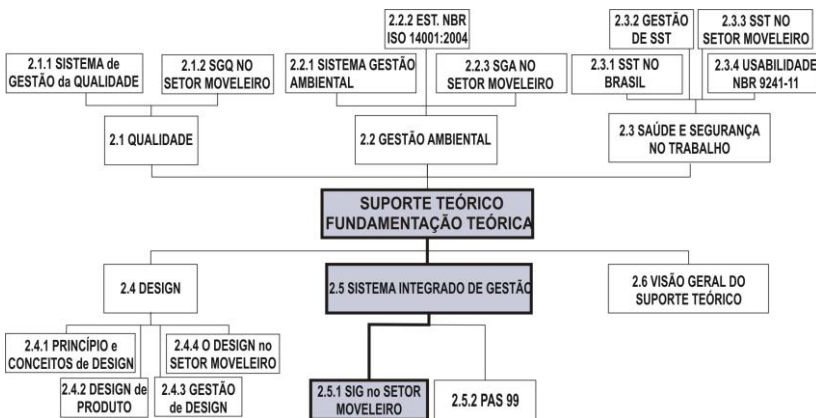 2.2.2 EST. NBR
ISO 14001:2004
2.3.2 GESTÃO
DE SST
2.3.3 SST NO
SETOR MOVELEIRO
2.1.1 SISTEMA de
GESTÃO da QUALIDADE
2.1.2 SGQ NO
SETOR MOVELEIRO
2.2.1 SISTEMA GESTÃO
AMBIENTAL
2.2.3 SGA NO
SETOR MOVELEIRO
2.3.1 SST NO
BRASIL
2.3.4 USABILIDADE
NBR 9241-11
2.1 QUALIDADE
2.2 GESTÃO AMBIENTAL
2.3 SAÚDE E SEGURANÇA
NO TRABALHO
SUPORTE TEÓRICO
FUNDAMENTAÇÃO TEÓRICA
2.4 DESIGN
2.5 SISTEMA INTEGRADO DE GESTÃO
2.6 VISÃO GERAL DO
SUPORTE TEÓRICO
2.4.1 PRINCÍPIO e
CONCEITOS de DESIGN
2.4.4 O DESIGN no
SETOR MOVELEIRO
2.4.2 DESIGN de
PRODUTO
2.4.3 GESTÃO
de DESIGN
2.5.1 SIG no SETOR
MOVELEIRO
2.5.2 PAS 99